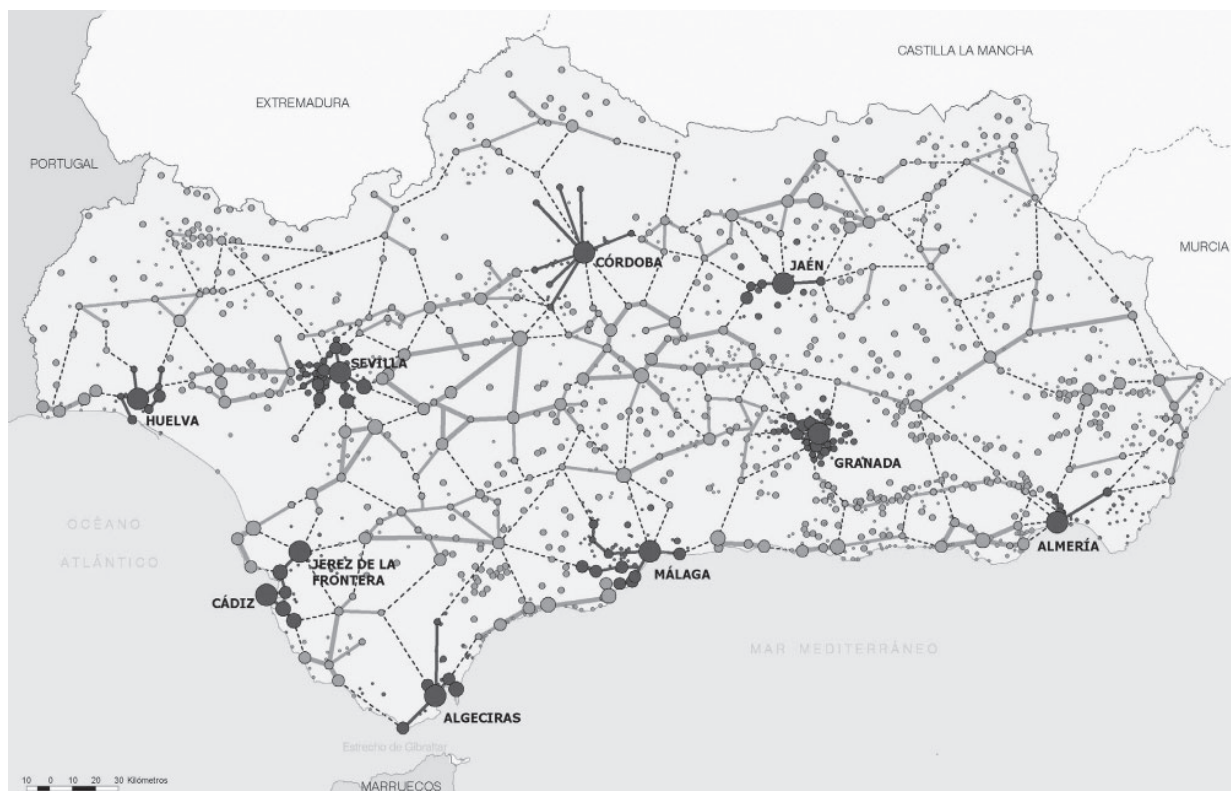 CASTILLA LA MANCHA
EXTREMADURA
PORTUGAL
MURCIA
CÓRDOBA
JAÉN
SEVILLA
HUELVA
GRANADA
OCÉANO
ATLÁNTICO
ALMERÍA
JEREZ DE LA
FRONTERA
MÁLAGA
CÁDIZ
MAR MEDITERRÁNEO
ALGECIRAS
Estrecho de Gibraltar
10 0 10 20 30 Kilómetros
MARRUECOS